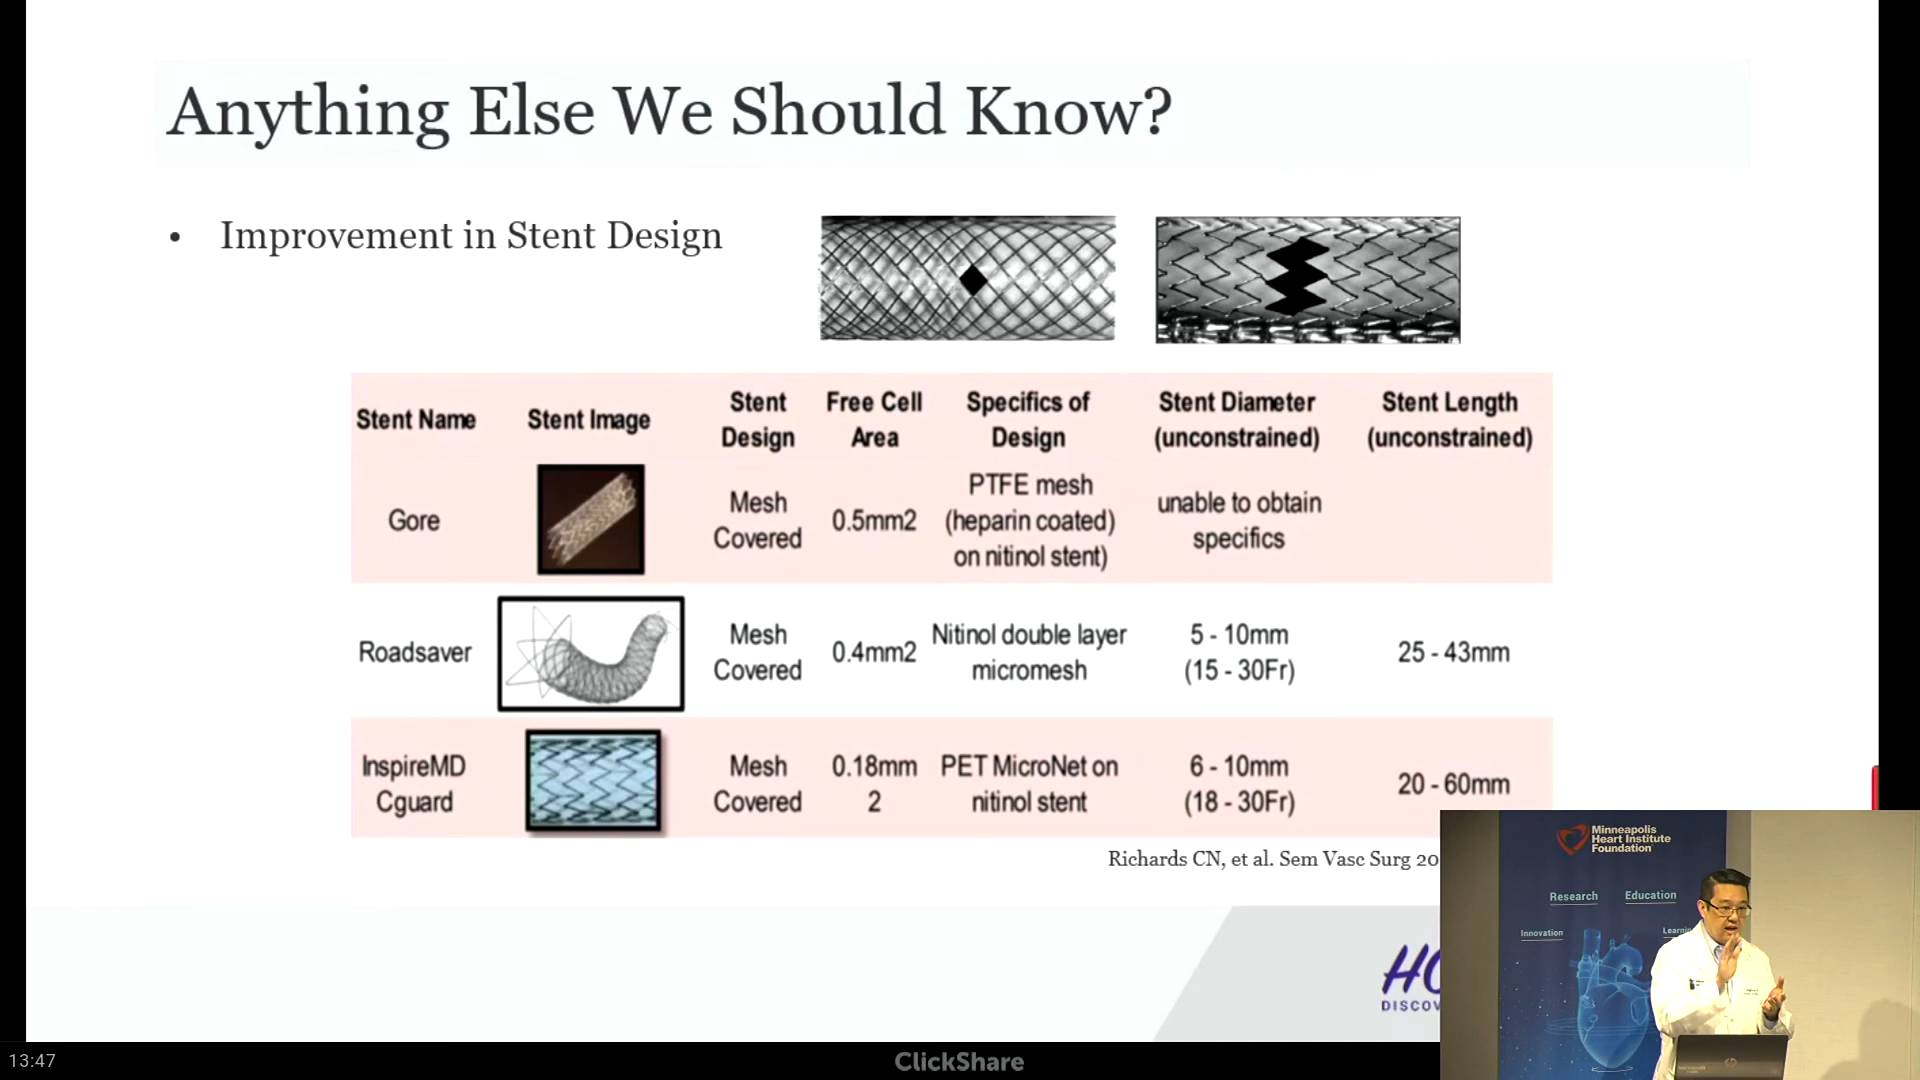 Anything Else We Should Know?
• Improvement in Stent Design
Stent Name Stent Image Stent Design Free Cell Area Specifics of Design Stent Diameter (unconstrained) Stent Length (unconstrained)
Gore Mesh Covered 0.5mm2 PTFE mesh (heparin coated) on nitinol stent) unable to obtain specifics
Roadsaver Mesh Covered 0.4mm2 Nitinol double layer micromesh 5 - 10mm (15 - 30Fr) 25 - 43mm
InspireMD Cguard Mesh Covered 0.18mm 2 PET MicroNet on nitinol stent 6 - 10mm (18 - 30Fr) 20 - 60mm
Richards CN, et al. Sem Vasc Surg 20
Minneapolis
Heart Institute
Foundation
Research Education
Innovation Learni
DISCOV
13:47
ClickShare